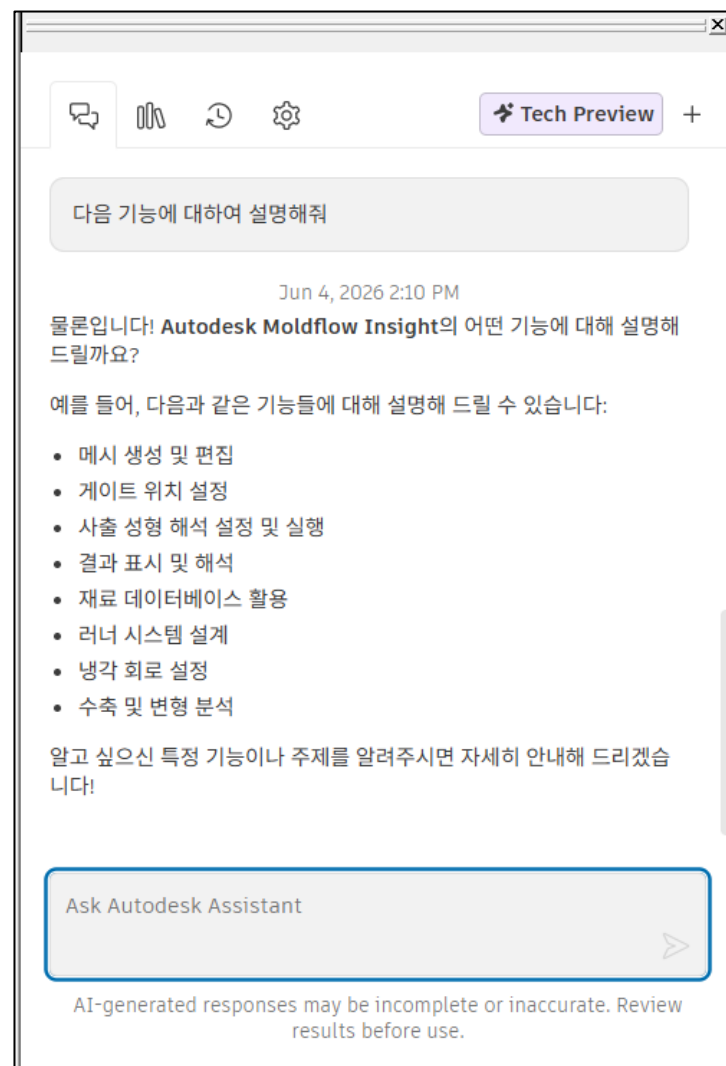 Tech Preview
다음 기능에 대하여 설명해줘
Jun 4, 2026 2:10 PM
물론입니다! Autodesk Moldflow Insight의 어떤 기능에 대해 설명해
드릴까요?
예를 들어, 다음과 같은 기능들에 대해 설명해 드릴 수 있습니다:
• 메시 생성 및 편집
• 게이트 위치 설정
• 사출 성형 해석 설정 및 실행
• 결과 표시 및 해석
• 재료 데이터베이스 활용
• 러너 시스템 설계
• 냉각 회로 설정
• 수축 및 변형 분석
알고 싶으신 특정 기능이나 주제를 알려주시면 자세히 안내해 드리겠습
니다!
Ask Autodesk Assistant
AI-generated responses may be incomplete or inaccurate. Review
results before use.